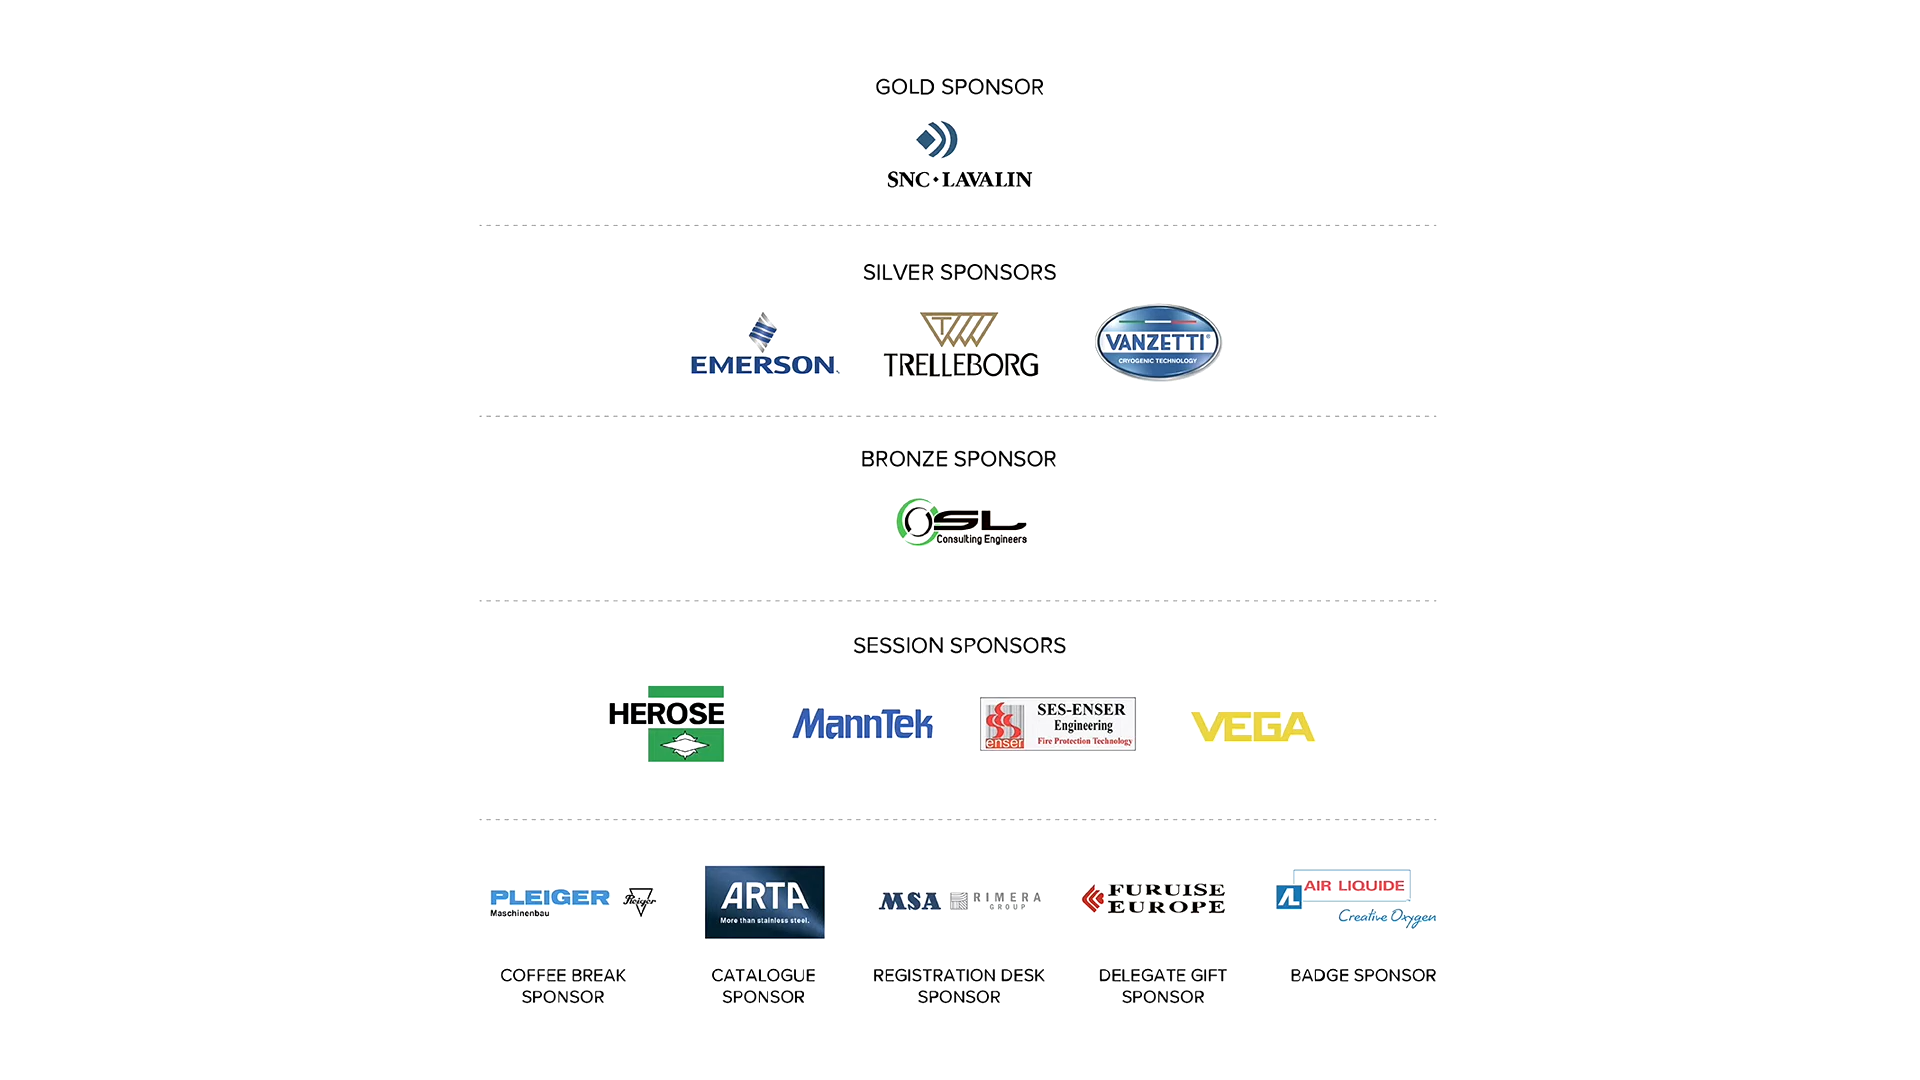 GOLD SPONSOR
SNC • LAVALIN
SILVER SPONSORS
EMERSON
TRELLEBORG
VANZETTI®
CRYOGENIC TECHNOLOGY
BRONZE SPONSOR
OSL
Consulting Engineers
SESSION SPONSORS
HEROSE
MannTek
SES-ENSER
Engineering
Fire Protection Technology
enser
VEGA
PLEIGER
Maschinenbau
Pleiger
ARTA
More than stainless steel.
MSA
RIMERA
GROUP
FURUISE
EUROPE
AIR LIQUIDE
AL
Creative Oxygen
COFFEE BREAK
SPONSOR
CATALOGUE
SPONSOR
REGISTRATION DESK
SPONSOR
DELEGATE GIFT
SPONSOR
BADGE SPONSOR